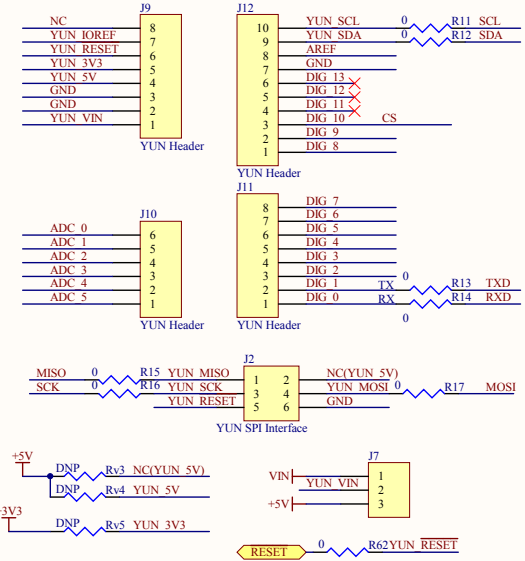 J9
NC 8
YUN IOREF 7
YUN RESET 6
YUN 3V3 5
YUN 5V 4
GND 3
GND 2
YUN VIN 1
YUN Header
J12
10 YUN SCL 0 R11 SCL
9 YUN SDA 0 R12 SDA
8 AREF
7 GND
6 DIG 13
5 DIG 12
4 DIG 11
3 DIG 10 CS
2 DIG 9
1 DIG 8
YUN Header
J10
ADC 0 6
ADC 1 5
ADC 2 4
ADC 3 3
ADC 4 2
ADC 5 1
YUN Header
J11
8 DIG 7
7 DIG 6
6 DIG 5
5 DIG 4
4 DIG 3
3 DIG 2
2 DIG 1 TX 0 R13 TXD
1 DIG 0 RX 0 R14 RXD
YUN Header
J2
MISO 0 R15 YUN MISO 1 2 NC(YUN 5V)
SCK 0 R16 YUN SCK 3 4 YUN MOSI 0 R17 MOSI
YUN RESET 5 6 GND
YUN SPI Interface
+5V
DNP Rv3 NC(YUN 5V)
DNP Rv4 YUN 5V
+3V3
DNP Rv5 YUN 3V3
J7
VIN 1
YUN VIN 2
+5V 3
RESET 0 R62 YUN RESET